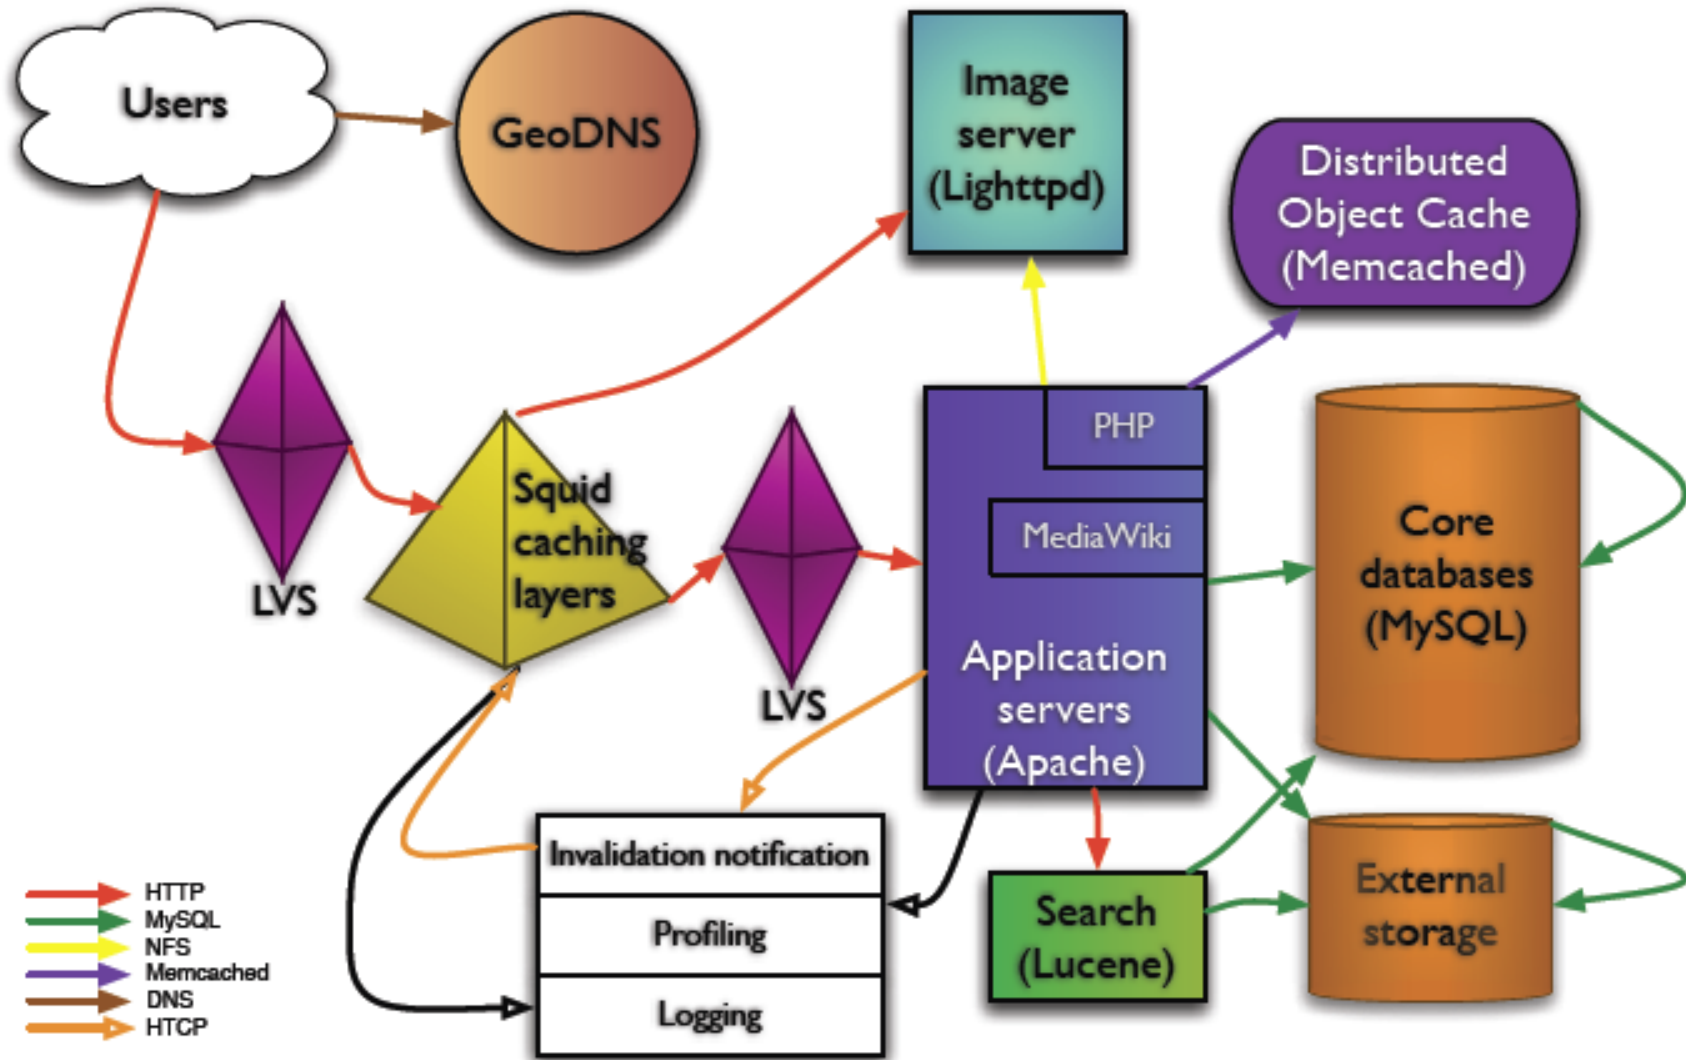 Users
GeoDNS
Image
server
(Lighttpd)
Distributed
Object Cache
(Memcached)
LVS
Squid
caching
layers
LVS
PHP
MediaWiki
Application
servers
(Apache)
Core
databases
(MySQL)
Invalidation notification
Profiling
Logging
Search
(Lucene)
External
storage
HTTP
MySQL
NFS
Memcached
DNS
HTCP